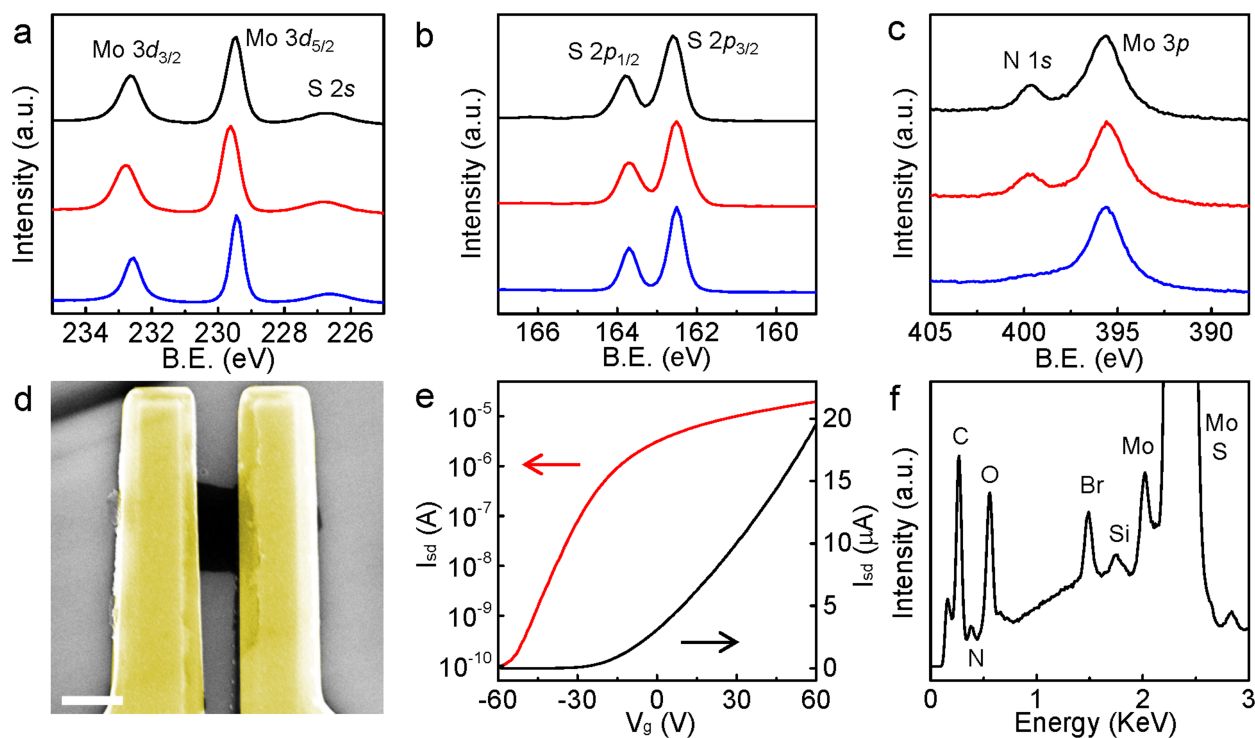 a
Mo 3d3/2
Mo 3d5/2
S 2s
Intensity (a.u.)
234 232 230 228 226
B.E. (eV)
b
S 2p1/2
S 2p3/2
Intensity (a.u.)
166 164 162 160
B.E. (eV)
c
N 1s
Mo 3p
Intensity (a.u.)
405 400 395 390
B.E. (eV)
d
e
10-5
10-6
10-7
10-8
10-9
10-10
Isd (A)
20
15
10
5
0
Isd (μA)
-60 -30 0 30 60
Vg (V)
f
C
O
N
Br
Si
Mo
Mo
S
Intensity (a.u.)
0 1 2 3
Energy (KeV)